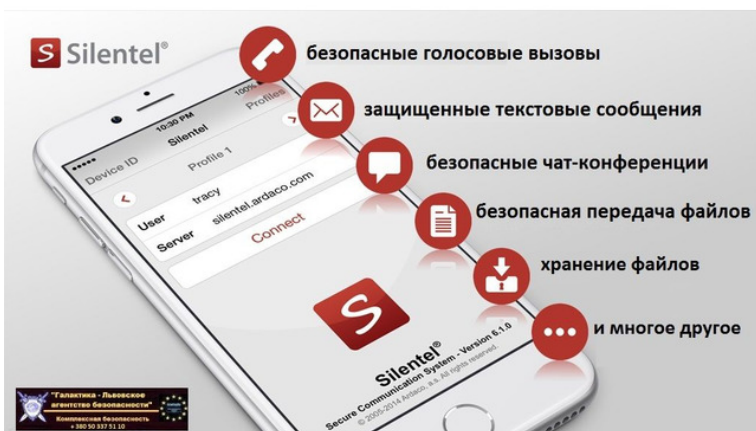 S Silentel®
безопасные голосовые вызовы
защищенные текстовые сообщения
безопасные чат-конференции
безопасная передача файлов
хранение файлов
и многое другое
10:30 PM
100%
Device ID
Silentel
Profiles
Profile 1
User
tracy
Server
silentel.ardaco.com
Connect
S
Silentel®
Secure Communication System - Version 6.1.0
© 2005-2014 Ardaco, a.s. All rights reserved.
"Галактика - Львовское
агентство безопасности"
Комплексная безопасность
+ 380 50 337 51 10